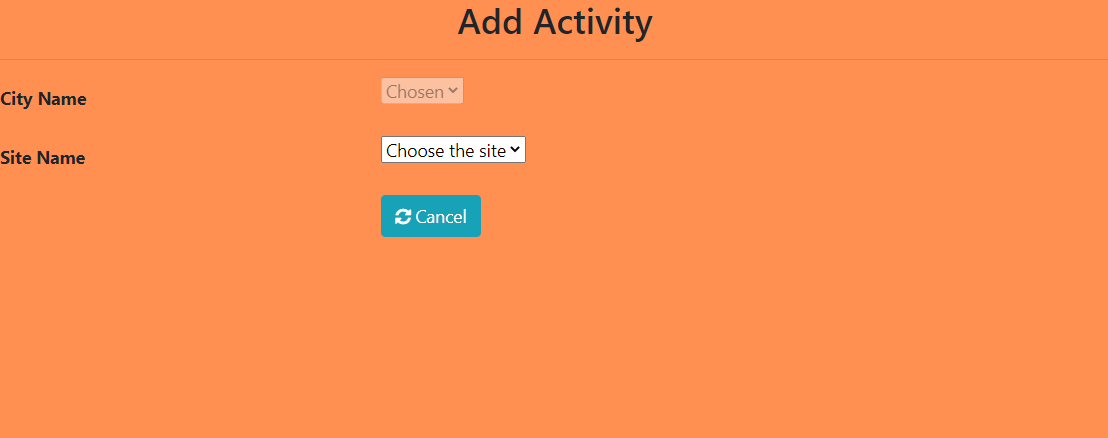 Add Activity
City Name
Chosen
Site Name
Choose the site
Cancel